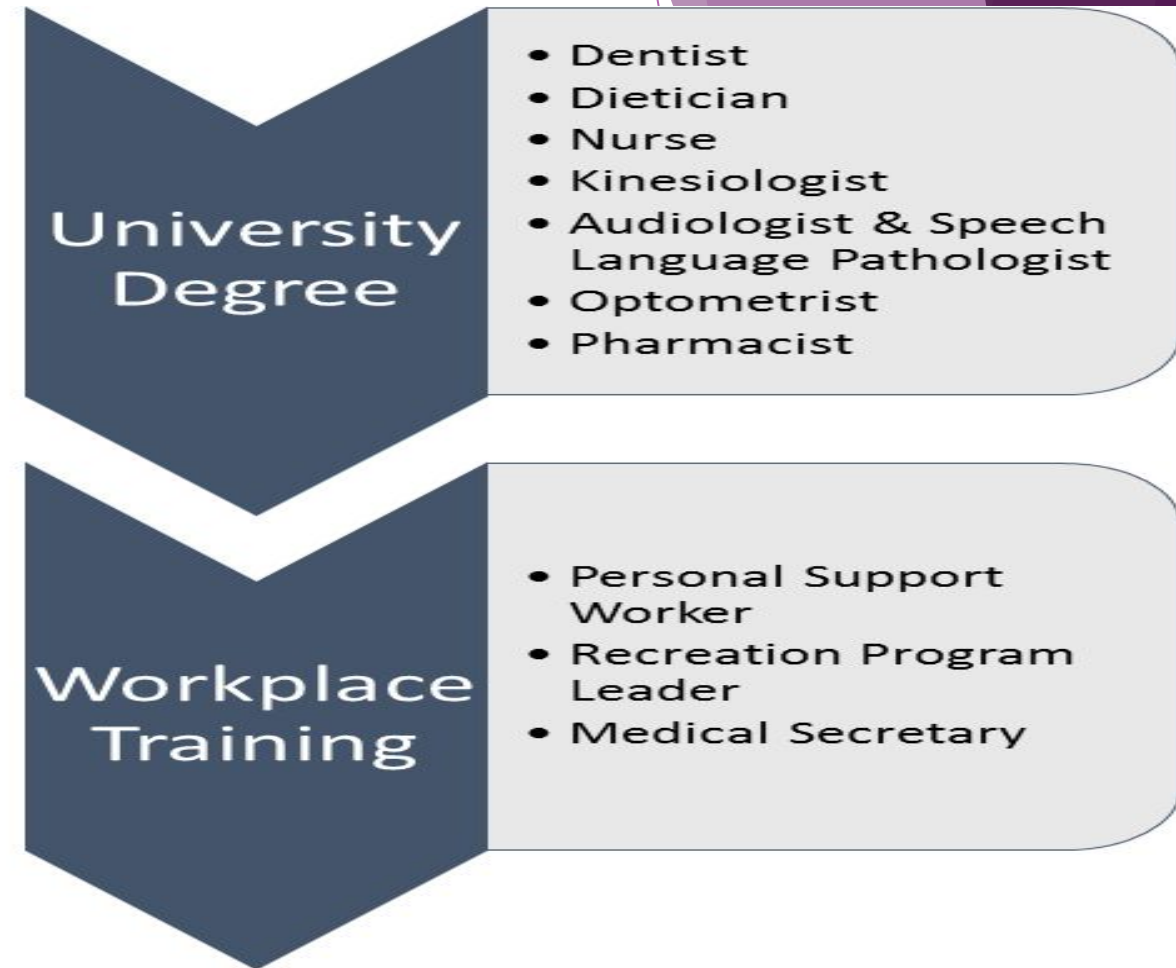 University
Degree
• Dentist
• Dietician
• Nurse
• Kinesiologist
• Audiologist & Speech
Language Pathologist
• Optometrist
• Pharmacist
Workplace
Training
• Personal Support
Worker
• Recreation Program
Leader
• Medical Secretary